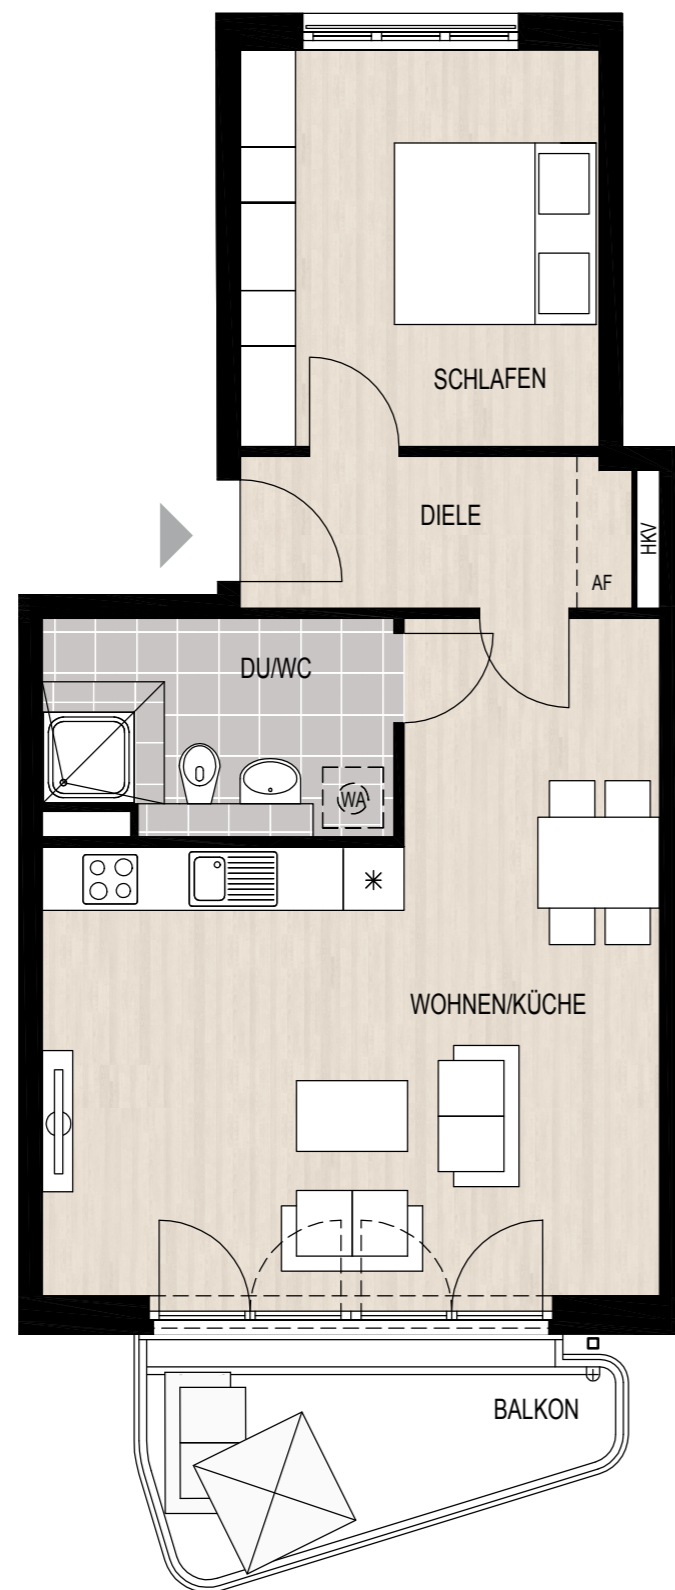 SCHLAFEN
DIELE
HKV
AF
DU/WC
WA
WOHNEN/KÜCHE
BALKON